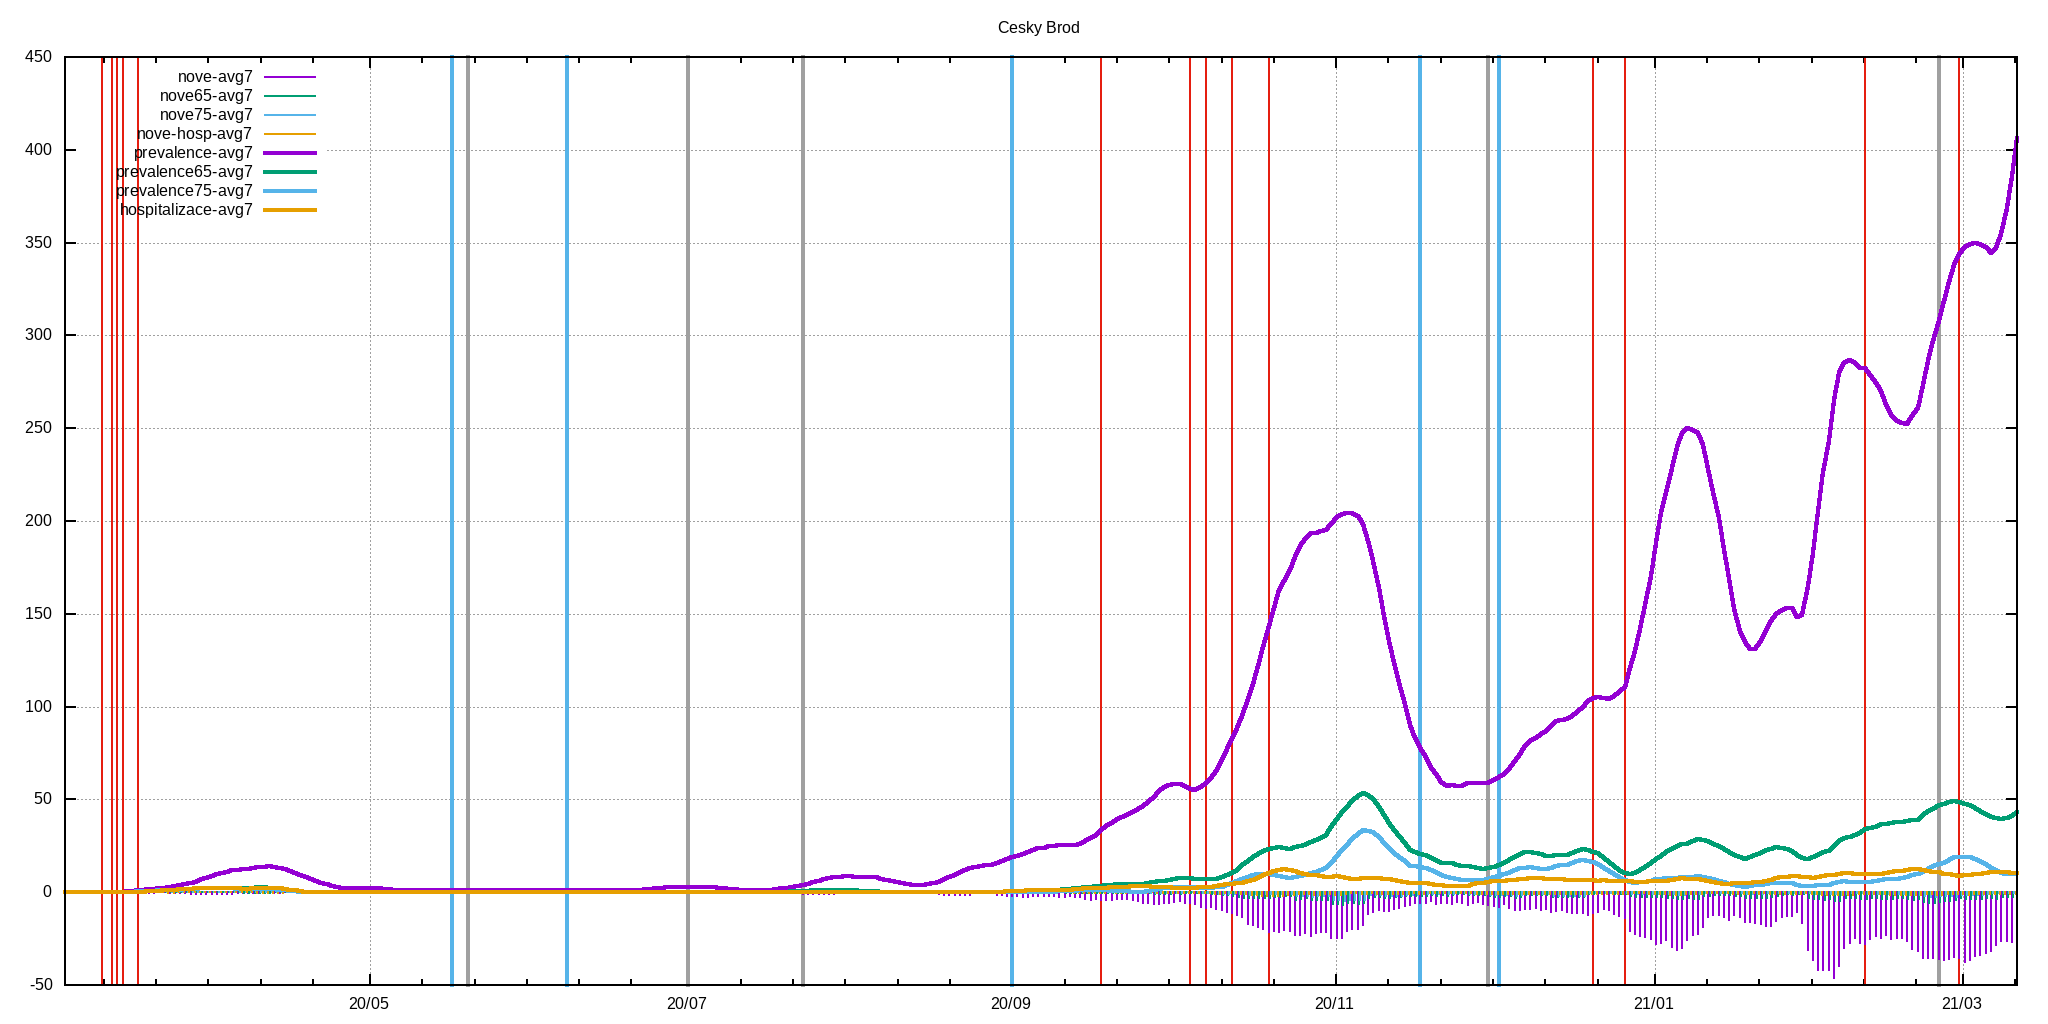 Cesky Brod
450
400
350
300
250
200
150
100
50
0
-50
nove-avg7
nove65-avg7
nove75-avg7
nove-hosp-avg7
prevalence-avg7
prevalence65-avg7
prevalence75-avg7
hospitalizace-avg7
20/05 20/07 20/09 20/11 21/01 21/03